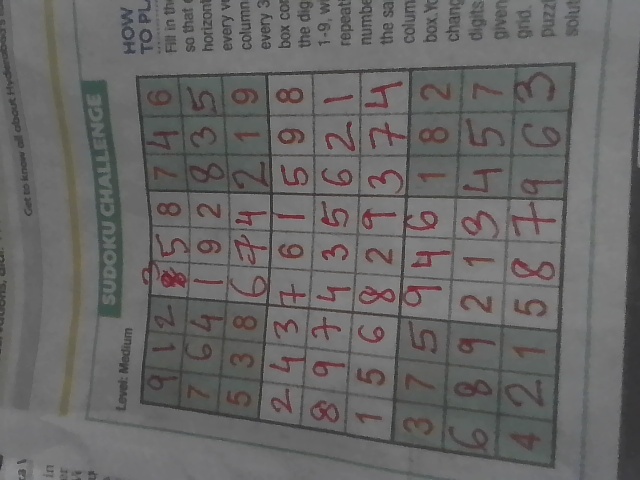 Get to know all about Hyderabad's
SUDOKU CHALLENGE
Level: Medium
9 1 2 3 5 8 7 4 6
7 6 4 1 9 2 8 3 5
5 3 8 6 7 4 2 1 9
2 4 3 7 6 1 5 9 8
8 9 7 4 3 5 6 2 1
1 5 6 8 2 9 3 7 4
3 7 5 9 4 6 1 8 2
6 8 9 2 1 3 4 5 7
4 2 1 5 8 7 9 6 3
HOW
TO PL
Fill in the
so that
horizont
every v
column
every 3
box con
the dig
1-9, w
repeat
numbe
the sa
colum
box. Yo
chang
digits
given
grid.
puzz
solut